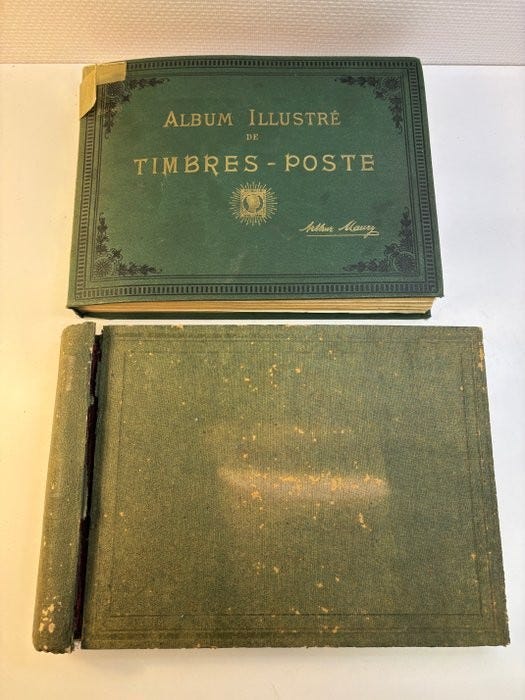 ALBUM ILLUSTRÉ
DE
TIMBRES-POSTE
Arthur Maury